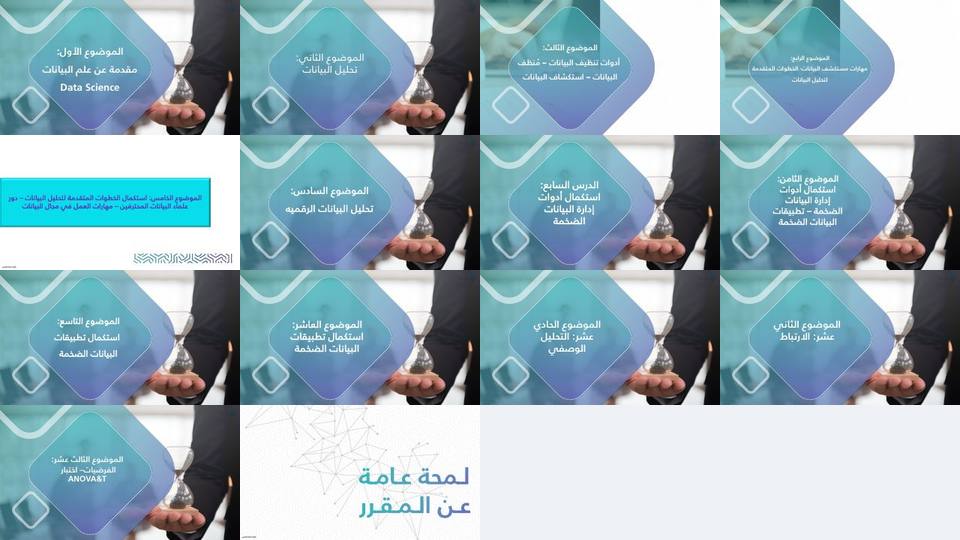 الموضوع الأول:
مقدمة عن علم البيانات
Data Science
الموضوع الثاني:
تحليل البيانات
الموضوع الثالث:
أدوات تنظيف البيانات – مُنظف
البيانات – استكشاف البيانات
الموضوع الرابع:
مهارات مستكشف البيانات- الخطوات المتقدمة
لتحليل البيانات
الموضوع الخامس: استكمال الخطوات المتقدمة لتحليل البيانات – دور
علماء البيانات المحترفين – مهارات العمل في مجال البيانات
الموضوع السادس:
تحليل البيانات الرقميه
الدرس السابع:
استكمال أدوات
إدارة البيانات
الضخمة
الموضوع الثامن:
استكمال أدوات
إدارة البيانات
الضخمة – تطبيقات
البيانات الضخمة
الموضوع التاسع:
استكمال تطبيقات
البيانات الضخمة
الموضوع العاشر:
استكمال تطبيقات
البيانات الضخمة
الموضوع الحادي
عشر: التحليل
الوصفي
الموضوع الثاني
عشر: الارتباط
الموضوع الثالث عشر:
الفرضيات– اختبار
ANOVA&T
لمحة عامة
عن المقرر